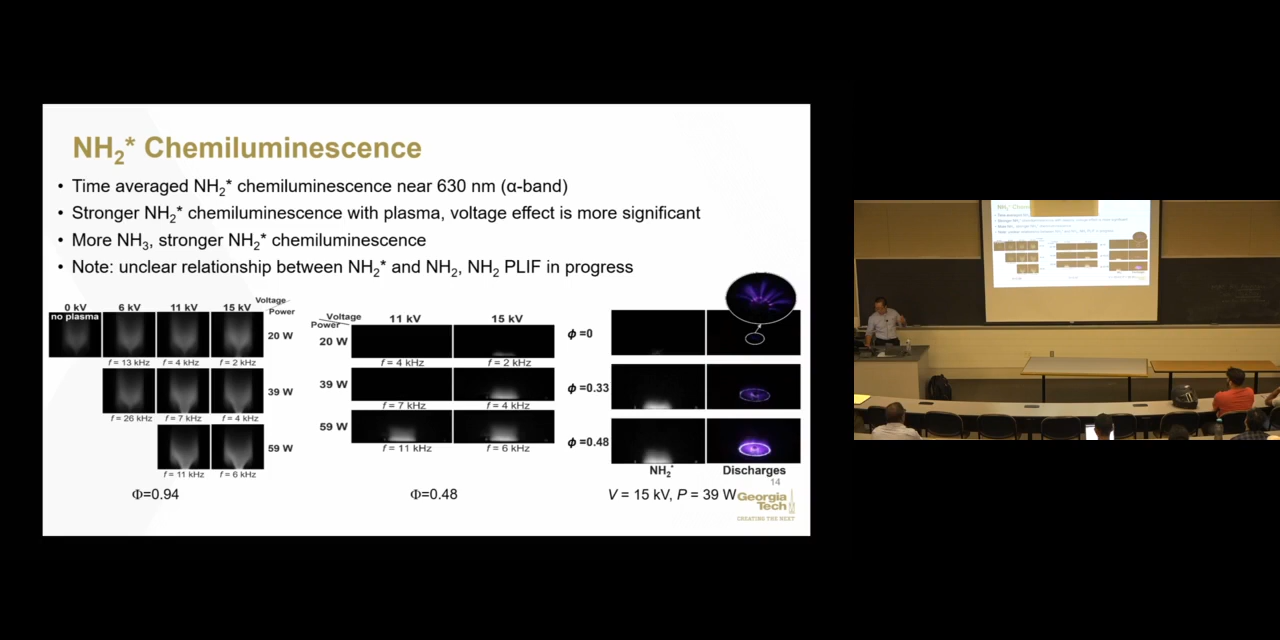 NH₂* Chemiluminescence
• Time averaged NH₂* chemiluminescence near 630 nm (α-band)
• Stronger NH₂* chemiluminescence with plasma, voltage effect is more significant
• More NH₃, stronger NH₂* chemiluminescence
• Note: unclear relationship between NH₂* and NH₂, NH₂ PLIF in progress
0 kV 6 kV 11 kV 15 kV Voltage
Power
no plasma
20 W
f = 13 kHz f = 4 kHz f = 2 kHz
39 W
f = 26 kHz f = 7 kHz f = 4 kHz
59 W
f = 11 kHz f = 6 kHz
Φ=0.94
Voltage 11 kV 15 kV
Power
20 W
f = 4 kHz f = 2 kHz
39 W
f = 7 kHz f = 4 kHz
59 W
f = 11 kHz f = 6 kHz
Φ=0.48
ϕ=0
ϕ=0.33
ϕ=0.48
NH₂* Discharges
V = 15 kV, P = 39 W
14
Georgia
Tech
CREATING THE NEXT